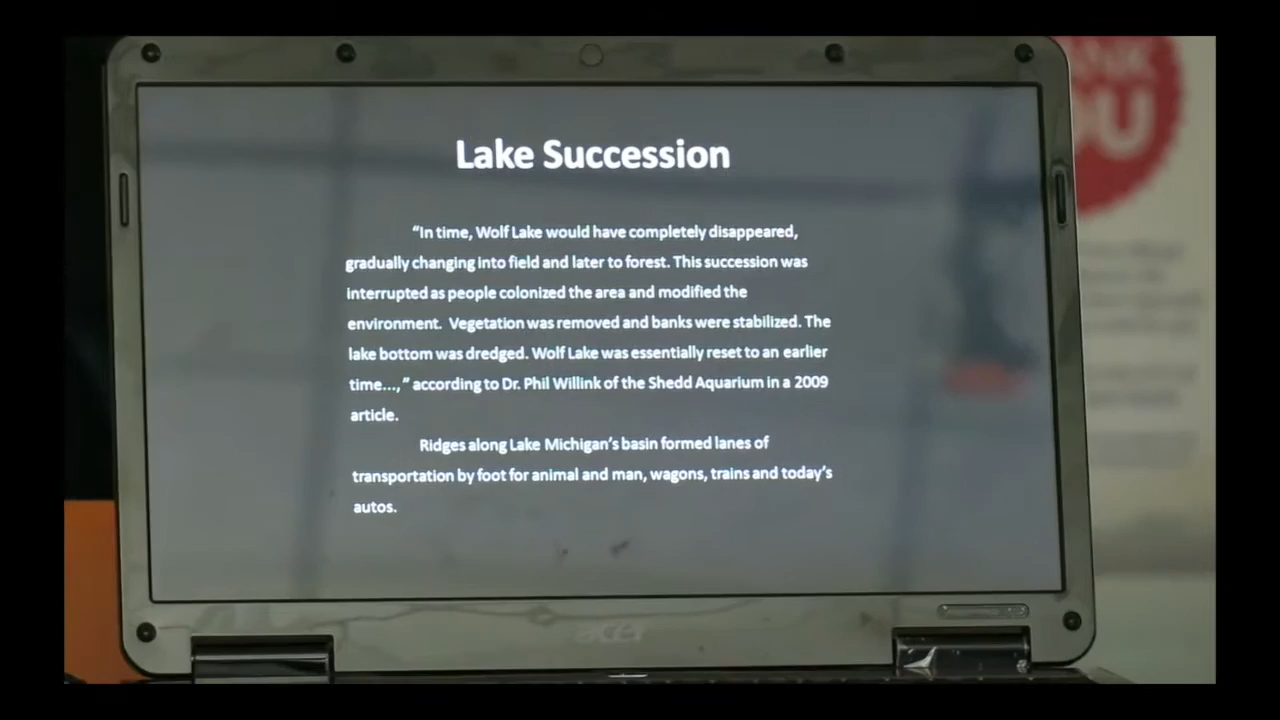 Lake Succession
“In time, Wolf Lake would have completely disappeared,
gradually changing into field and later to forest. This succession was
interrupted as people colonized the area and modified the
environment.  Vegetation was removed and banks were stabilized. The
lake bottom was dredged. Wolf Lake was essentially reset to an earlier
time...,” according to Dr. Phil Willink of the Shedd Aquarium in a 2009
article.
Ridges along Lake Michigan’s basin formed lanes of
transportation by foot for animal and man, wagons, trains and today’s
autos.
acer